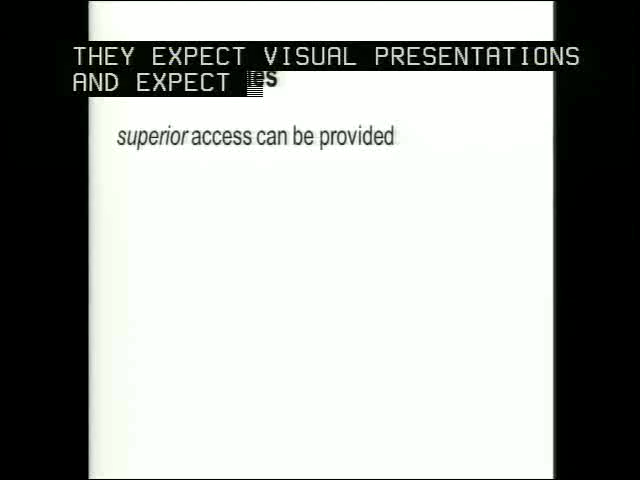 THEY EXPECT VISUAL PRESENTATIONS
AND EXPECT
superior access can be provided